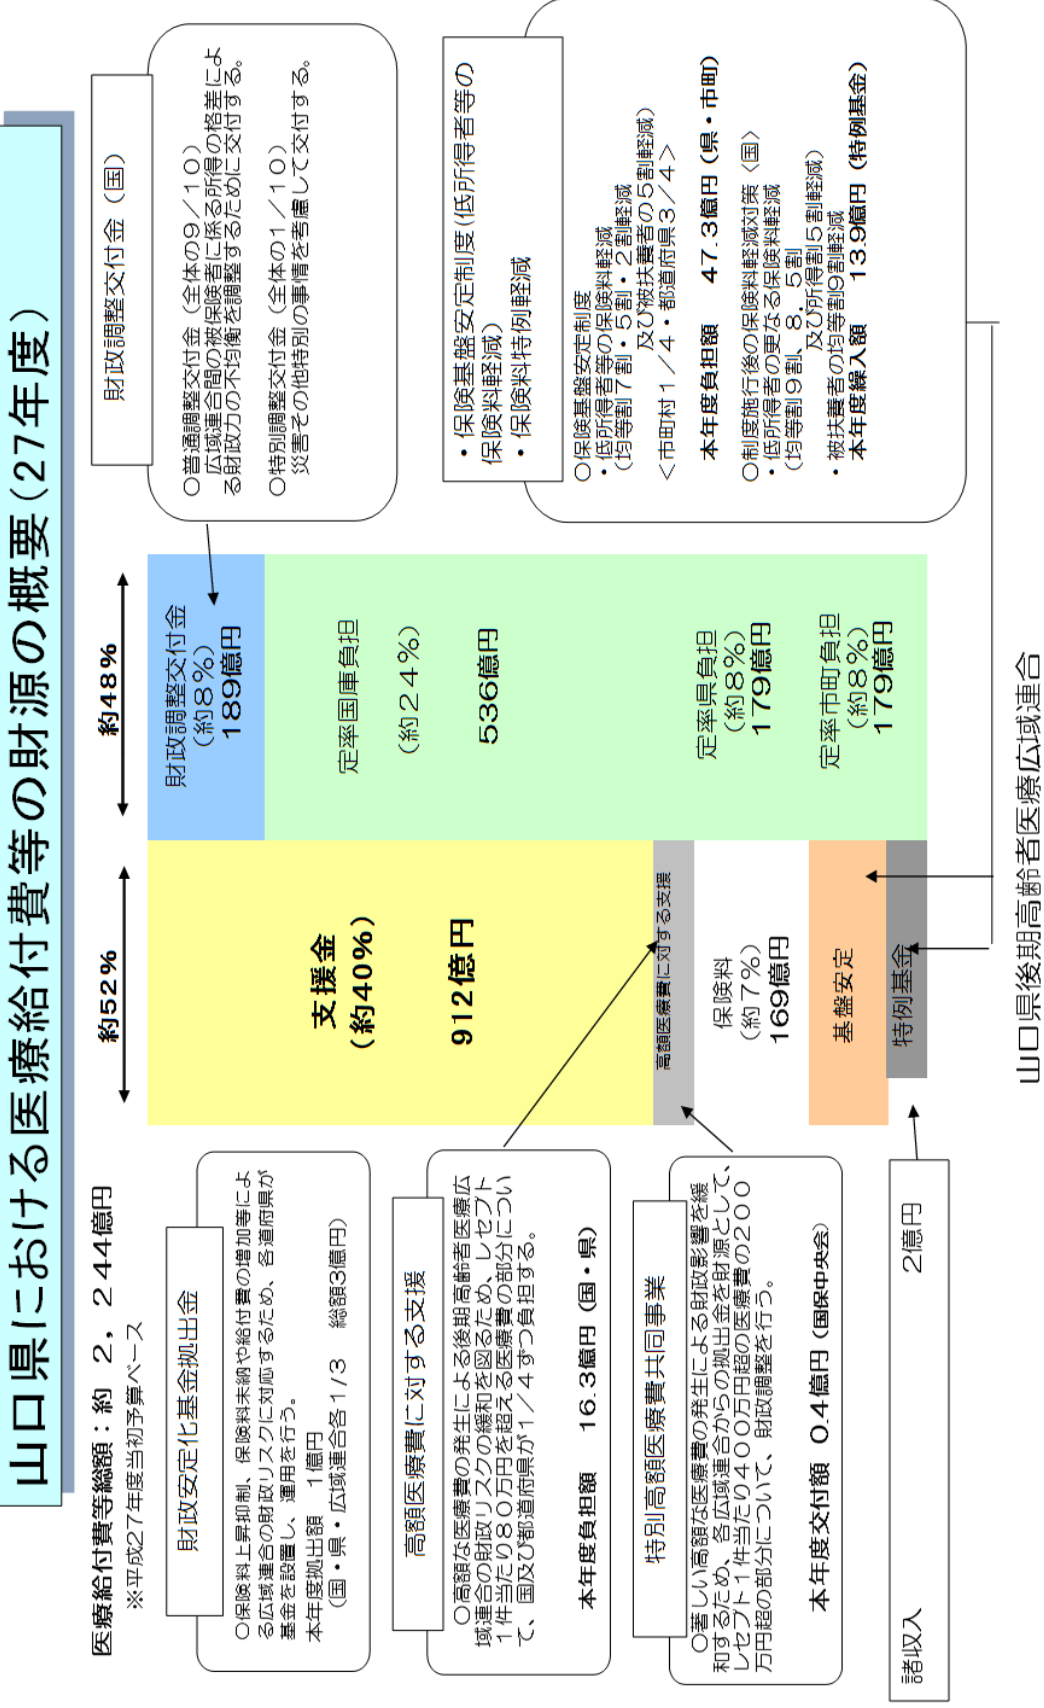 山口県における医療給付費等の財源の概要（27年度）
医療給付費等総額：約 ２，２４４億円
※平成27年度当初予算ベース
約52%
約48%
財政安定化基金拠出金
○保険料上昇抑制、保険料未納や給付費の増加等によ
る広域連合の財政リスクに対応するため、各道府県が
基金を設置し、運用を行う。
本年度拠出額　１億円
（国・県・広域連合各１/３　総額3億円）
高額医療費に対する支援
○高額な医療費の発生による後期高齢者医療広
域連合の財政リスクの緩和を図るため、レセプト
１件当たり８０万円を超える医療費の部分につい
て、国及び都道府県が１／４ずつ負担する。
本年度負担額　16.3億円（国・県）
特別高額医療費共同事業
○著しい高額な医療費の発生による財政影響を緩
和するため、各広域連合からの拠出金を財源として、
レセプト１件当たり４００万円超の医療費の２００
万円超の部分について、財政調整を行う。
本年度交付額　0.4億円（国保中央会）
諸収入　2億円
支援金
（約40%）
912億円
高額医療費に対する支援
保険料
（約７％）
169億円
基盤安定
特例基金
財政調整交付金
（約８％）
189億円
定率国庫負担
（約２４％）
536億円
定率県負担
（約８％）
179億円
定率市町負担
（約８％）
179億円
財政調整交付金（国）
○普通調整交付金（全体の９／１０）
広域連合間の被保険者に係る所得の格差によ
る財政力の不均衡を調整するために交付する。
○特別調整交付金（全体の１／１０）
災害その他特別の事情を考慮して交付する。
・保険基盤安定制度（低所得者等の
保険料軽減）
・保険料特例軽減
○保険基盤安定制度
・低所得者等の保険料軽減
（均等割７割・５割・２割軽減
及び被扶養者の５割軽減）
＜市町村１／４・都道府県３／４＞
本年度負担額　47.3億円（県・市町）
○制度施行後の保険料軽減対策〈国〉
・低所得者の更なる保険料軽減
（均等割９割、８．５割
及び所得割５割軽減）
・被扶養者の均等割９割軽減
本年度繰入額　13.9億円（特例基金）
山口県後期高齢者医療広域連合